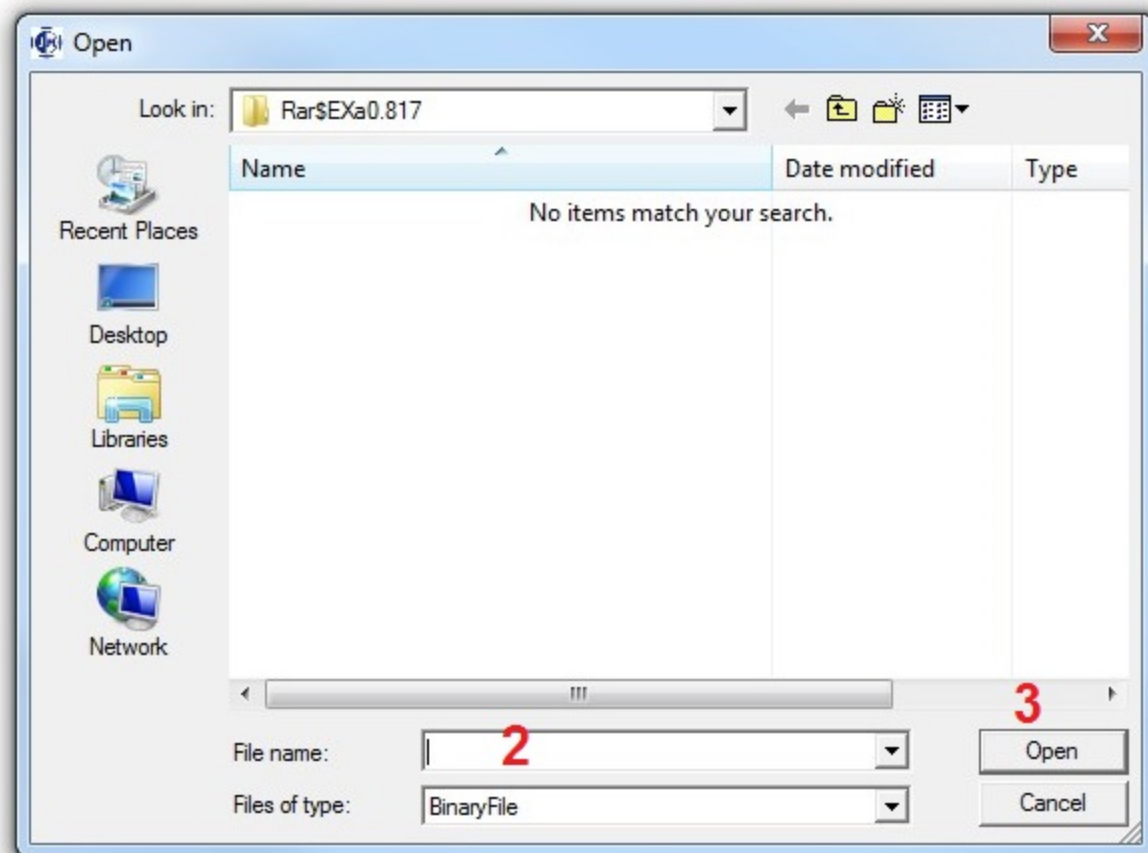 Open
Look in: Rar$EXa0.817
Name Date modified Type
No items match your search.
Recent Places
Desktop
Libraries
Computer
Network
3
File name: 2 Open
Files of type: BinaryFile Cancel